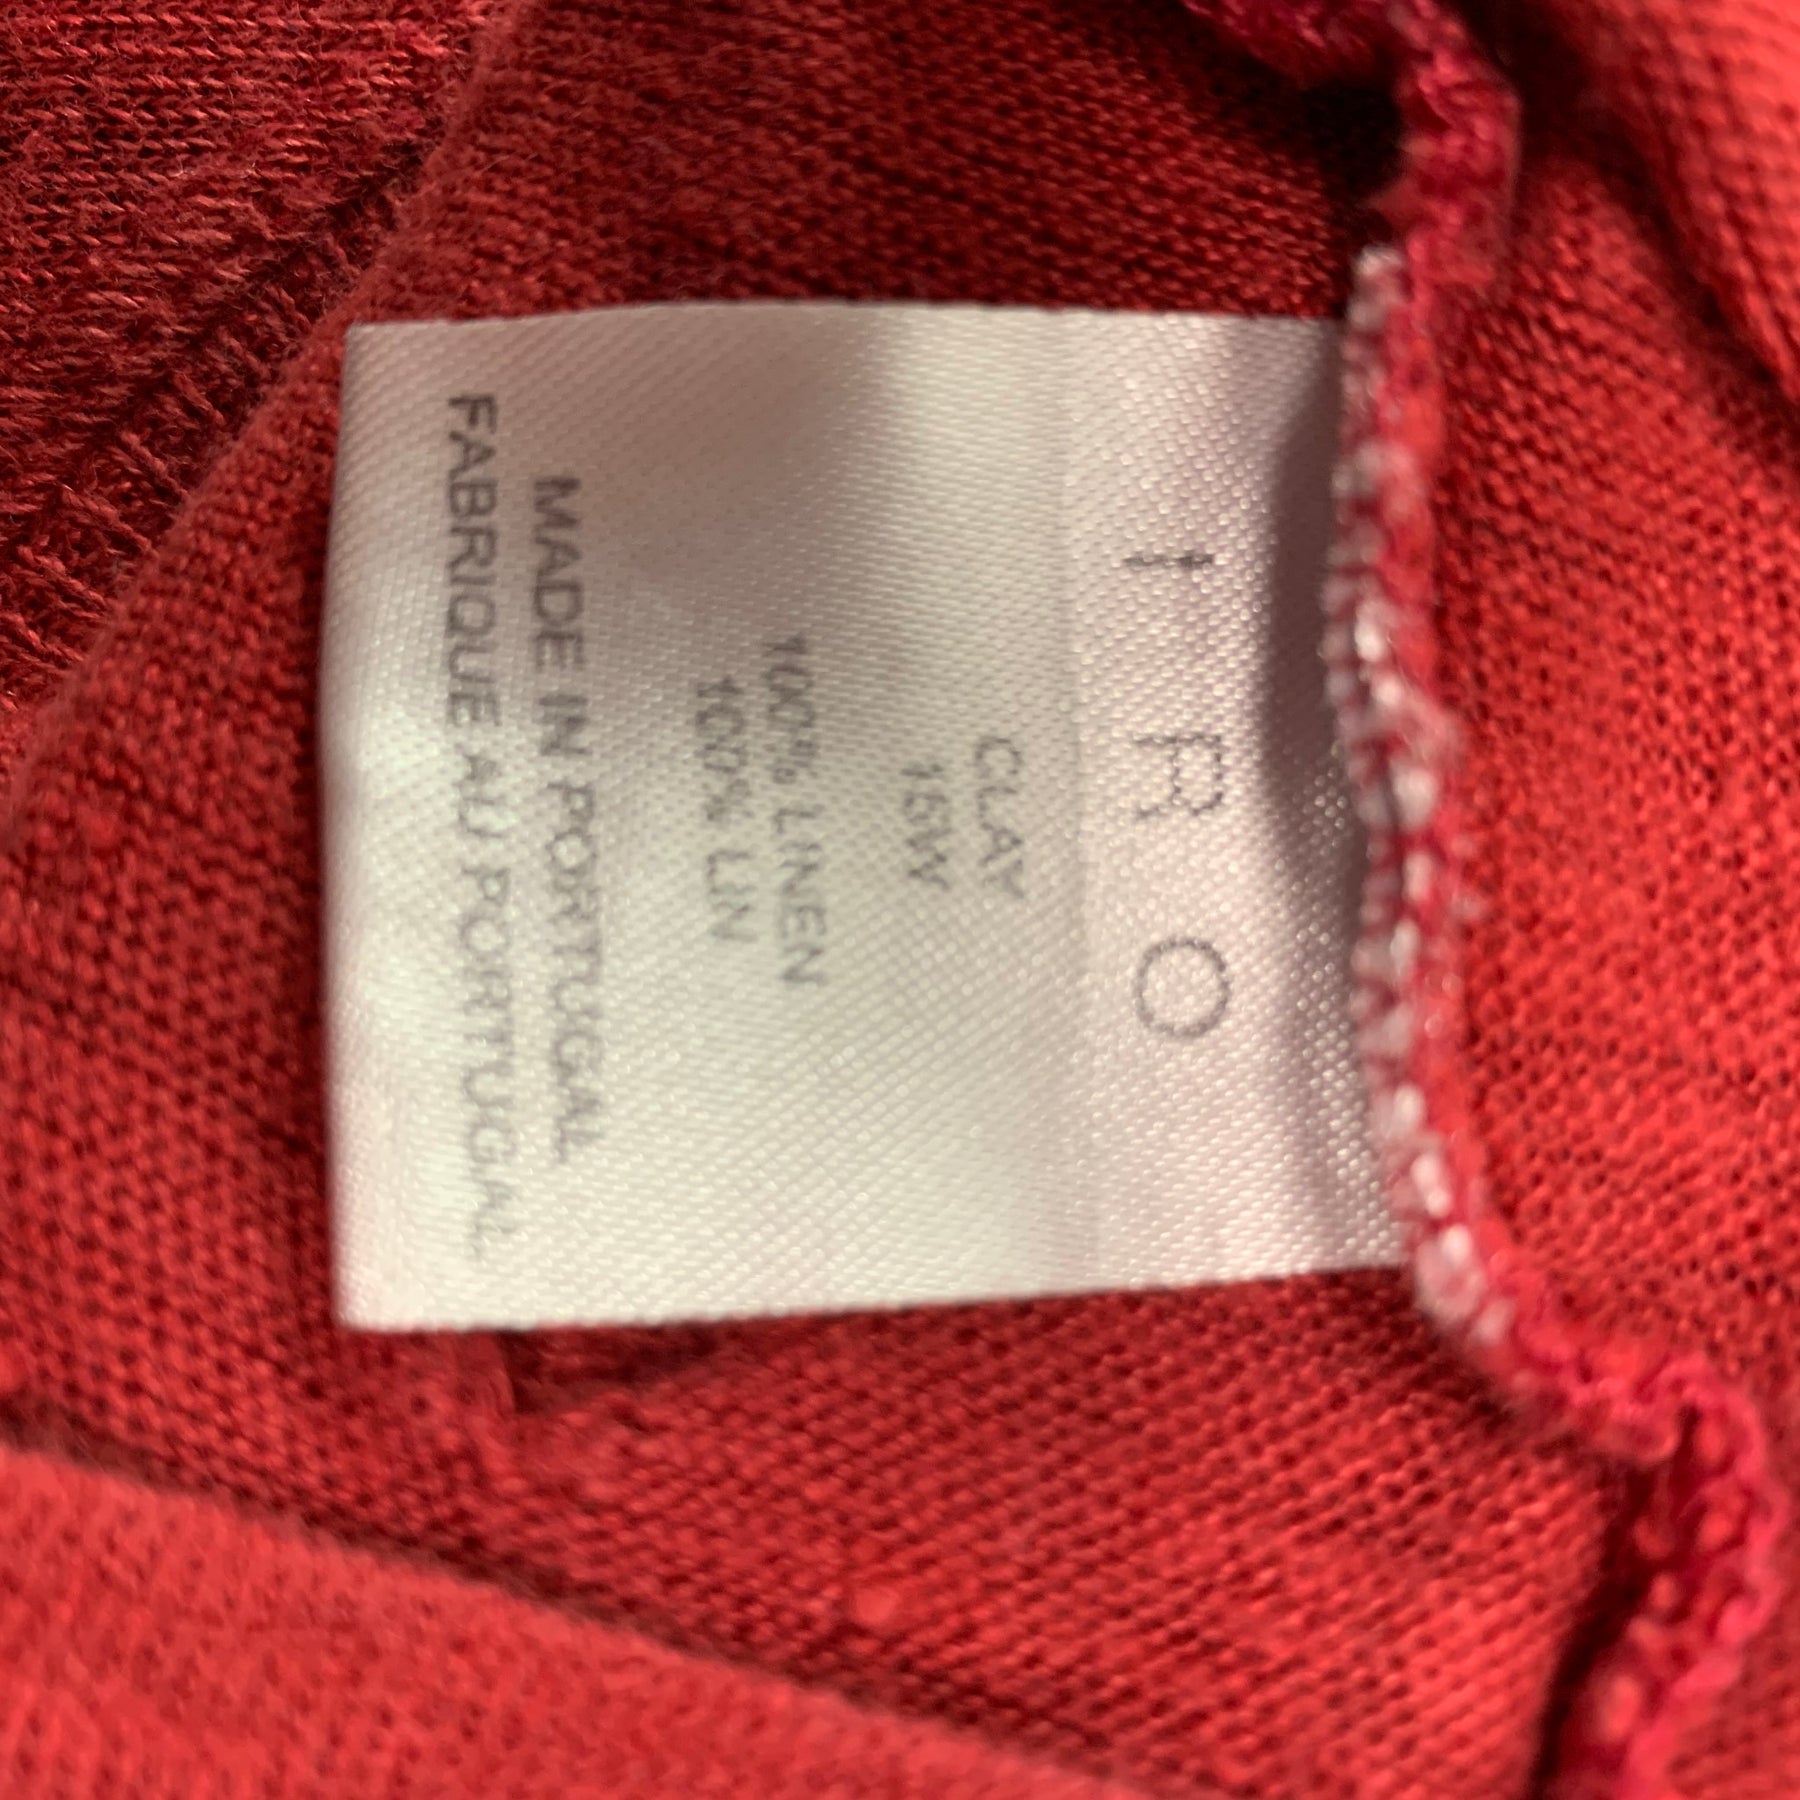 IRO
CLAY
15W
100% LINEN
100% LIN
MADE IN PORTUGAL
FABRIQUE AU PORTUGAL